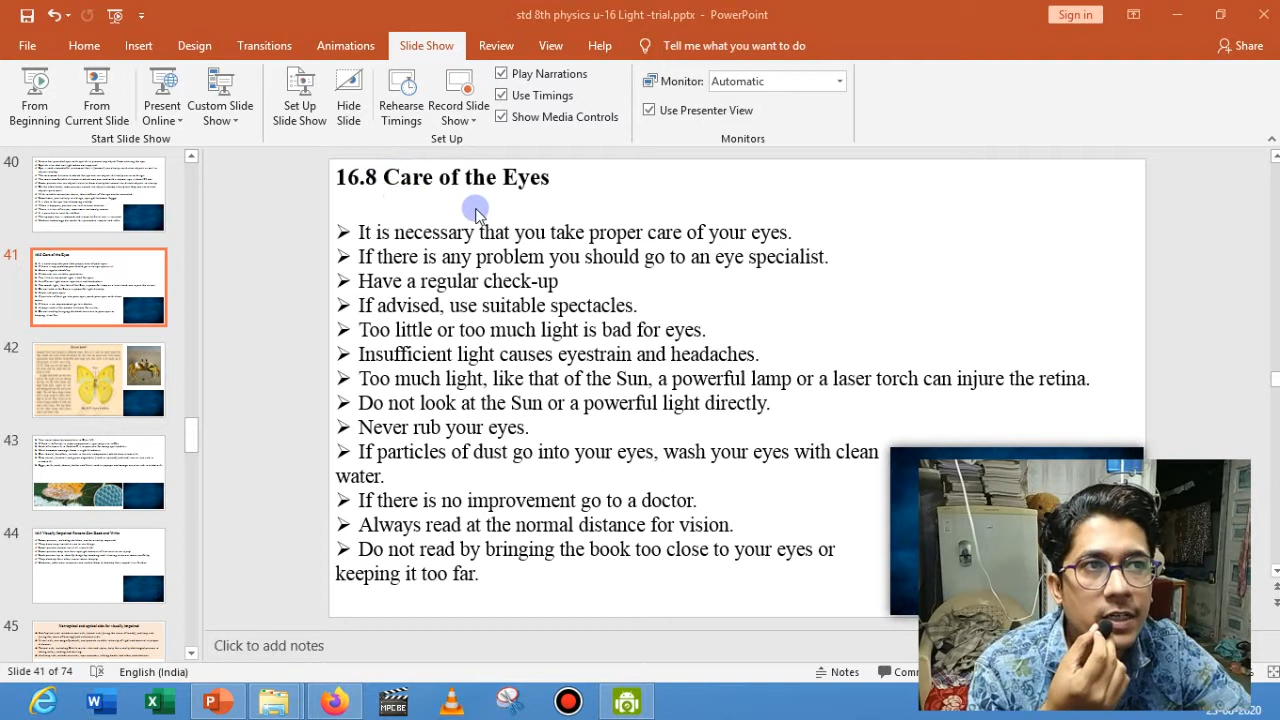 std 8th physics u-16 Light -trial.pptx - PowerPoint
Sign in
File Home Insert Design Transitions Animations Slide Show Review View Help Tell me what you want to do Share
From Beginning
From Current Slide
Present Online
Custom Slide Show
Set Up Slide Show
Hide Slide
Rehearse Timings
Record Slide Show
Play Narrations
Use Timings
Show Media Controls
Monitor: Automatic
Use Presenter View
Start Slide Show
Set Up
Monitors
40
41
42
43
44
45
16.8 Care of the Eyes
➢ It is necessary that you take proper care of your eyes.
➢ If there is any problem you should go to an eye specialist.
➢ Have a regular check-up
➢ If advised, use suitable spectacles.
➢ Too little or too much light is bad for eyes.
➢ Insufficient light causes eyestrain and headaches.
➢ Too much light, like that of the Sun, a powerful lamp or a laser torch can injure the retina.
➢ Do not look at the Sun or a powerful light directly.
➢ Never rub your eyes.
➢ If particles of dust go into your eyes, wash your eyes with clean
water.
➢ If there is no improvement go to a doctor.
➢ Always read at the normal distance for vision.
➢ Do not read by bringing the book too close to your eyes or
keeping it too far.
Click to add notes
Slide 41 of 74 English (India) Notes